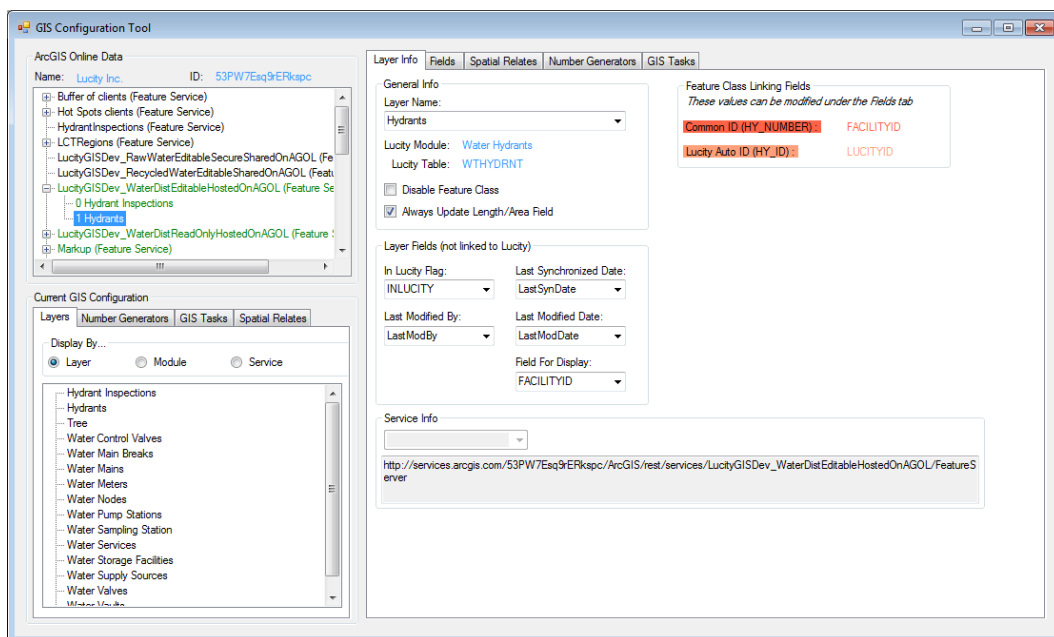 GIS Configuration Tool
ArcGIS Online Data
Name: Lucity Inc. ID: 53PW7Esq9rERkspc
Buffer of clients (Feature Service)
Hot Spots clients (Feature Service)
HydrantInspections (Feature Service)
LCTRegions (Feature Service)
LucityGISDev_RawWaterEditableSecureSharedOnAGOL (Fe
LucityGISDev_RecycledWaterEditableSharedOnAGOL (Featu
LucityGISDev_WaterDistEditableHostedOnAGOL (Feature Se
0 Hydrant Inspections
1 Hydrants
LucityGISDev_WaterDistReadOnlyHostedOnAGOL (Feature S
Markup (Feature Service)
Current GIS Configuration
Layers Number Generators GIS Tasks Spatial Relates
Display By...
Layer Module Service
Hydrant Inspections
Hydrants
Tree
Water Control Valves
Water Main Breaks
Water Mains
Water Meters
Water Nodes
Water Pump Stations
Water Sampling Station
Water Services
Water Storage Facilities
Water Supply Sources
Water Valves
Water Vaults
Layer Info Fields Spatial Relates Number Generators GIS Tasks
General Info
Layer Name:
Hydrants
Lucity Module: Water Hydrants
Lucity Table: WTHYDRNT
Disable Feature Class
Always Update Length/Area Field
Feature Class Linking Fields
These values can be modified under the Fields tab
Common ID (HY_NUMBER) : FACILITYID
Lucity Auto ID (HY_ID) : LUCITYID
Layer Fields (not linked to Lucity)
In Lucity Flag: Last Synchronized Date:
INLUCITY LastSynDate
Last Modified By: Last Modified Date:
LastModBy LastModDate
Field For Display:
FACILITYID
Service Info
http://services.arcgis.com/53PW7Esq9rERkspc/ArcGIS/rest/services/LucityGISDev_WaterDistEditableHostedOnAGOL/FeatureS
erver